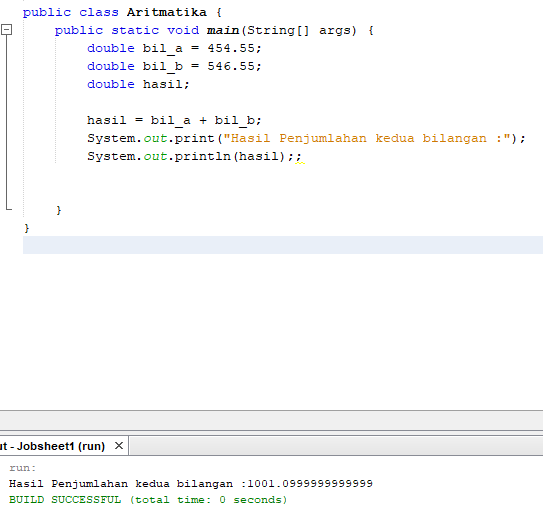 public class Aritmatika {
public static void main(String[] args) {
double bil_a = 454.55;
double bil_b = 546.55;
double hasil;
hasil = bil_a + bil_b;
System.out.print("Hasil Penjumlahan kedua bilangan :");
System.out.println(hasil);;
}
}
ut - Jobsheet1 (run) ×
run:
Hasil Penjumlahan kedua bilangan :1001.0999999999999
BUILD SUCCESSFUL (total time: 0 seconds)